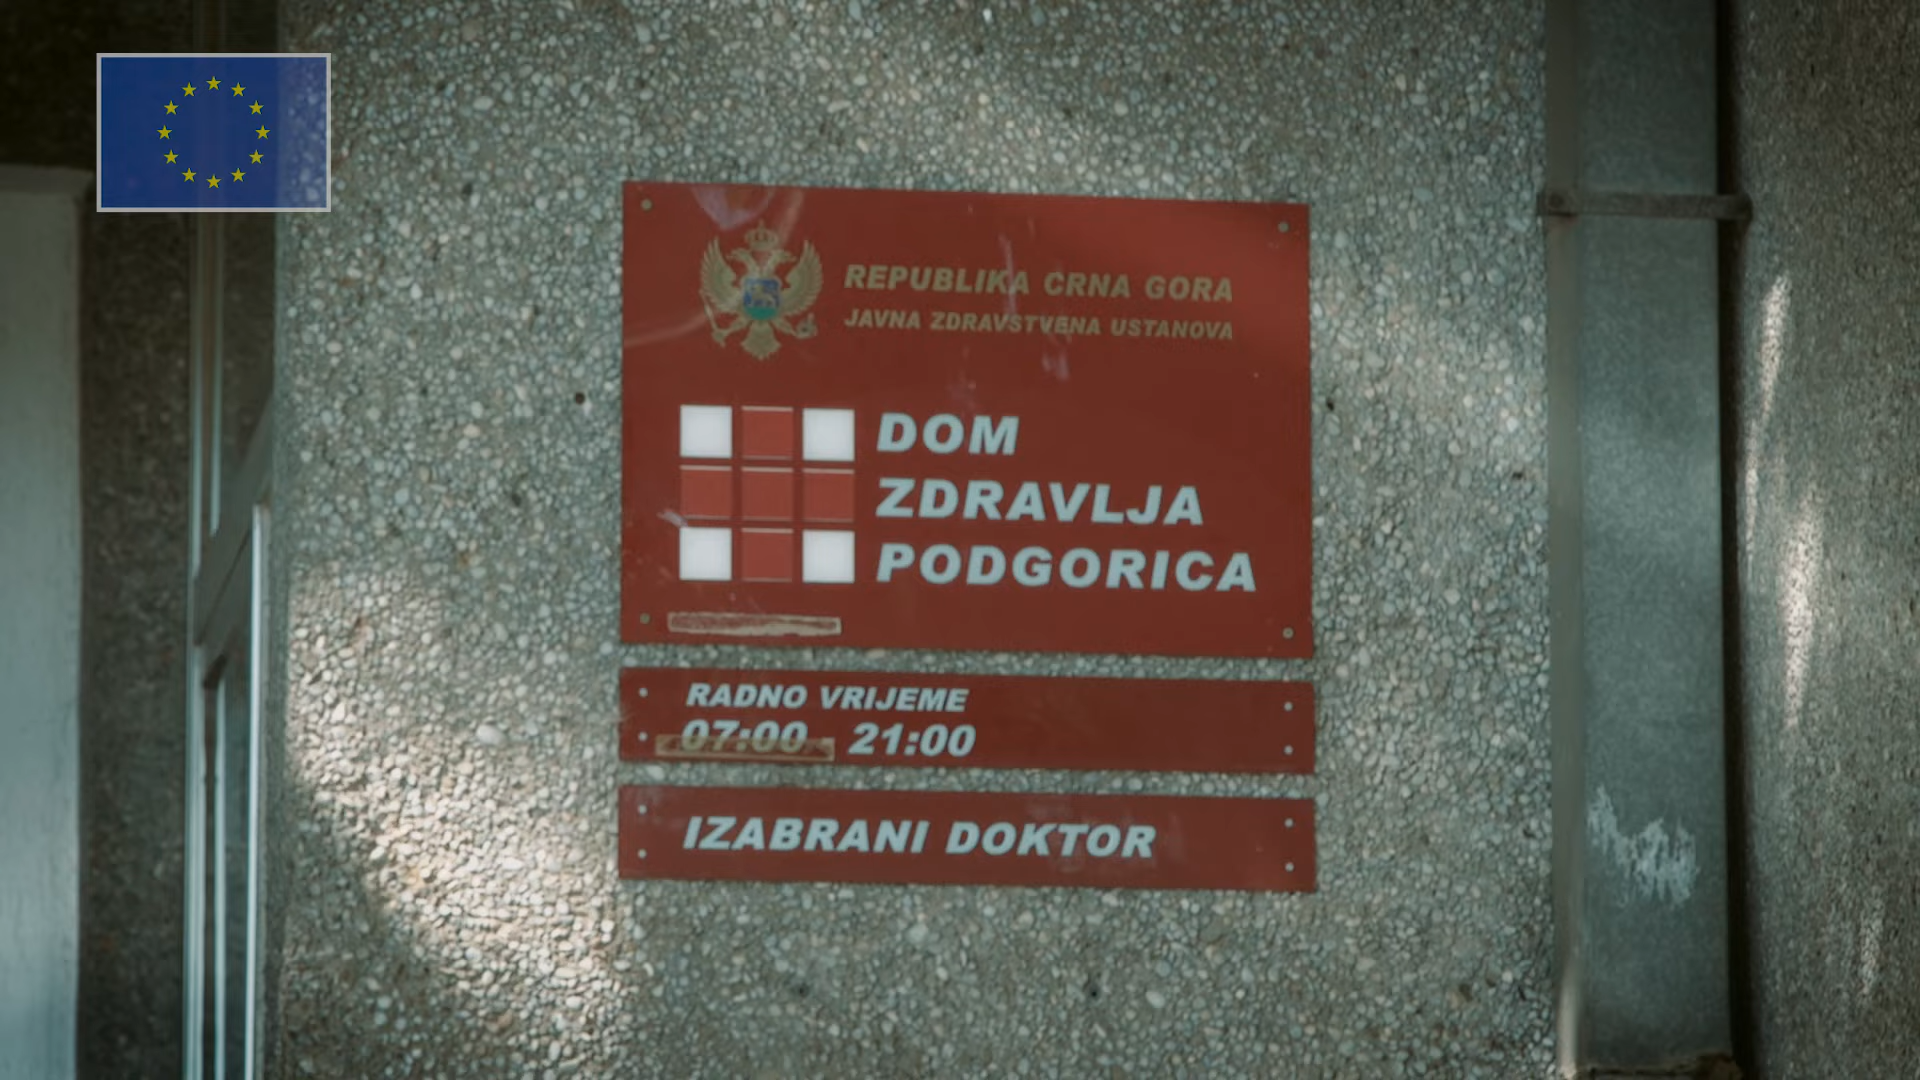 REPUBLIKA CRNA GORA
JAVNA ZDRAVSTVENA USTANOVA
DOM
ZDRAVLJA
PODGORICA
RADNO VRIJEME
07:00 21:00
IZABRANI DOKTOR